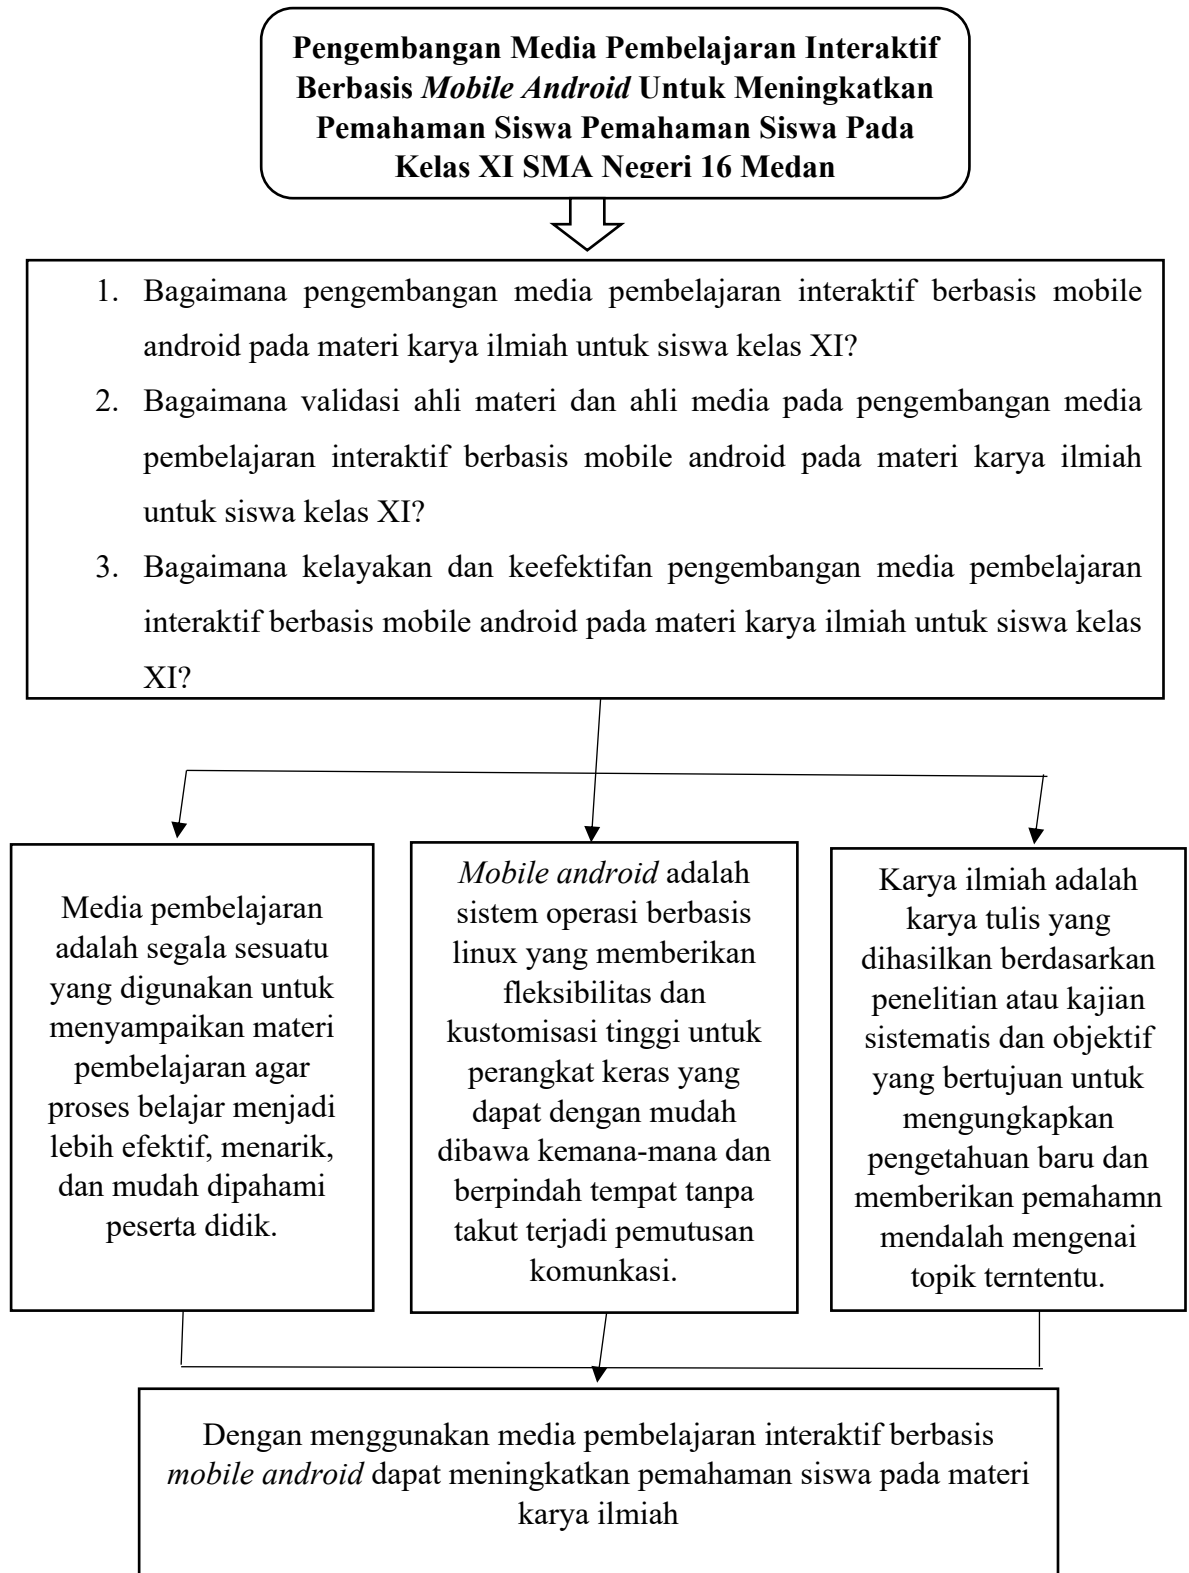 Pengembangan Media Pembelajaran Interaktif
Berbasis Mobile Android Untuk Meningkatkan
Pemahaman Siswa Pemahaman Siswa Pada
Kelas XI SMA Negeri 16 Medan
1. Bagaimana pengembangan media pembelajaran interaktif berbasis mobile
android pada materi karya ilmiah untuk siswa kelas XI?
2. Bagaimana validasi ahli materi dan ahli media pada pengembangan media
pembelajaran interaktif berbasis mobile android pada materi karya ilmiah
untuk siswa kelas XI?
3. Bagaimana kelayakan dan keefektifan pengembangan media pembelajaran
interaktif berbasis mobile android pada materi karya ilmiah untuk siswa kelas
XI?
Media pembelajaran
adalah segala sesuatu
yang digunakan untuk
menyampaikan materi
pembelajaran agar
proses belajar menjadi
lebih efektif, menarik,
dan mudah dipahami
peserta didik.
Mobile android adalah
sistem operasi berbasis
linux yang memberikan
fleksibilitas dan
kustomisasi tinggi untuk
perangkat keras yang
dapat dengan mudah
dibawa kemana-mana dan
berpindah tempat tanpa
takut terjadi pemutusan
komunkasi.
Karya ilmiah adalah
karya tulis yang
dihasilkan berdasarkan
penelitian atau kajian
sistematis dan objektif
yang bertujuan untuk
mengungkapkan
pengetahuan baru dan
memberikan pemahamn
mendalah mengenai
topik terntentu.
Dengan menggunakan media pembelajaran interaktif berbasis
mobile android dapat meningkatkan pemahaman siswa pada materi
karya ilmiah